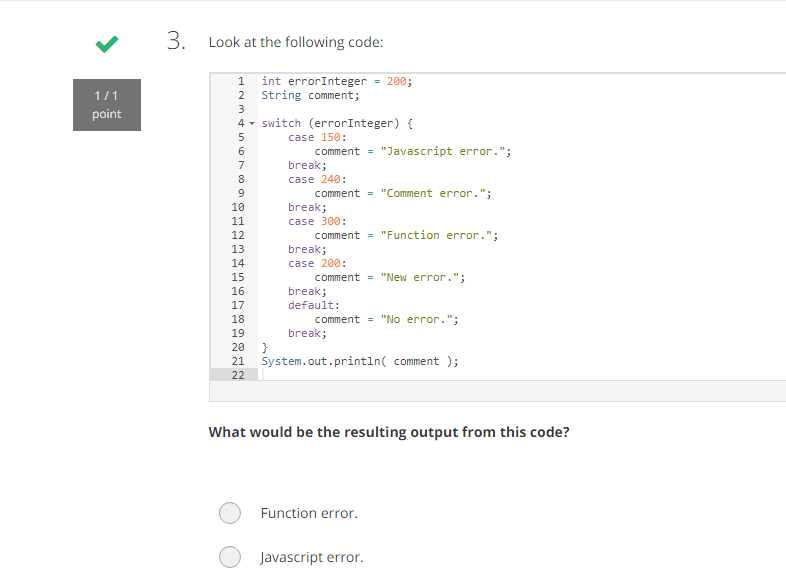 3. Look at the following code:
1 / 1
point
1 int errorInteger = 200;
2 String comment;
3
4 switch (errorInteger) {
5 case 150:
6 comment = "Javascript error.";
7 break;
8 case 240:
9 comment = "Comment error.";
10 break;
11 case 300:
12 comment = "Function error.";
13 break;
14 case 200:
15 comment = "New error.";
16 break;
17 default:
18 comment = "No error.";
19 break;
20 }
21 System.out.println( comment );
22
What would be the resulting output from this code?
Function error.
Javascript error.